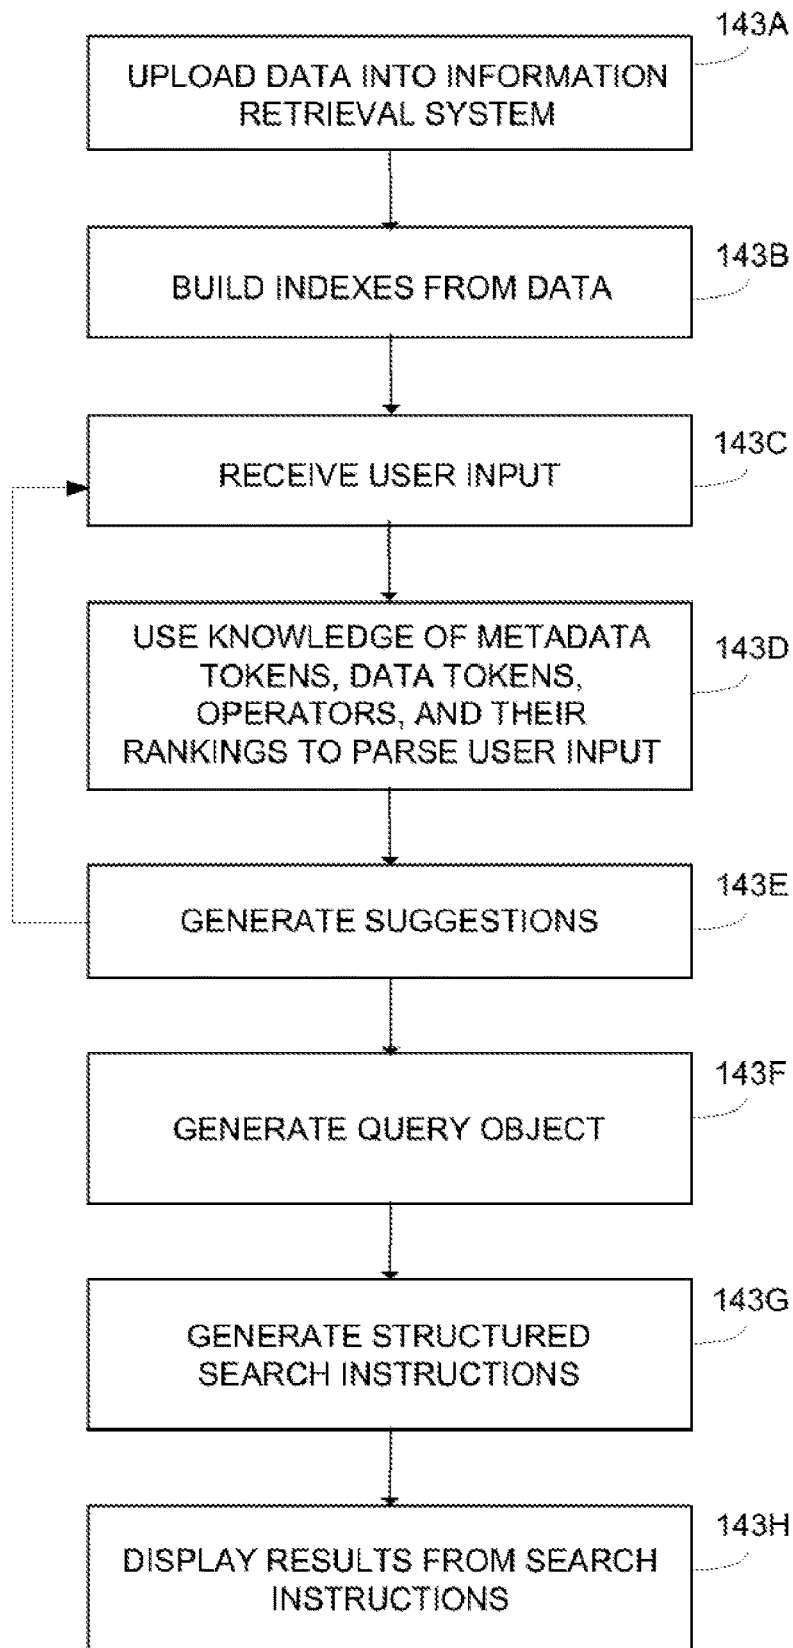 143A
UPLOAD DATA INTO INFORMATION
RETRIEVAL SYSTEM
143B
BUILD INDEXES FROM DATA
143C
RECEIVE USER INPUT
USE KNOWLEDGE OF METADATA
TOKENS, DATA TOKENS,
OPERATORS, AND THEIR
RANKINGS TO PARSE USER INPUT
143D
143E
GENERATE SUGGESTIONS
143F
GENERATE QUERY OBJECT
143G
GENERATE STRUCTURED
SEARCH INSTRUCTIONS
143H
DISPLAY RESULTS FROM SEARCH
INSTRUCTIONS